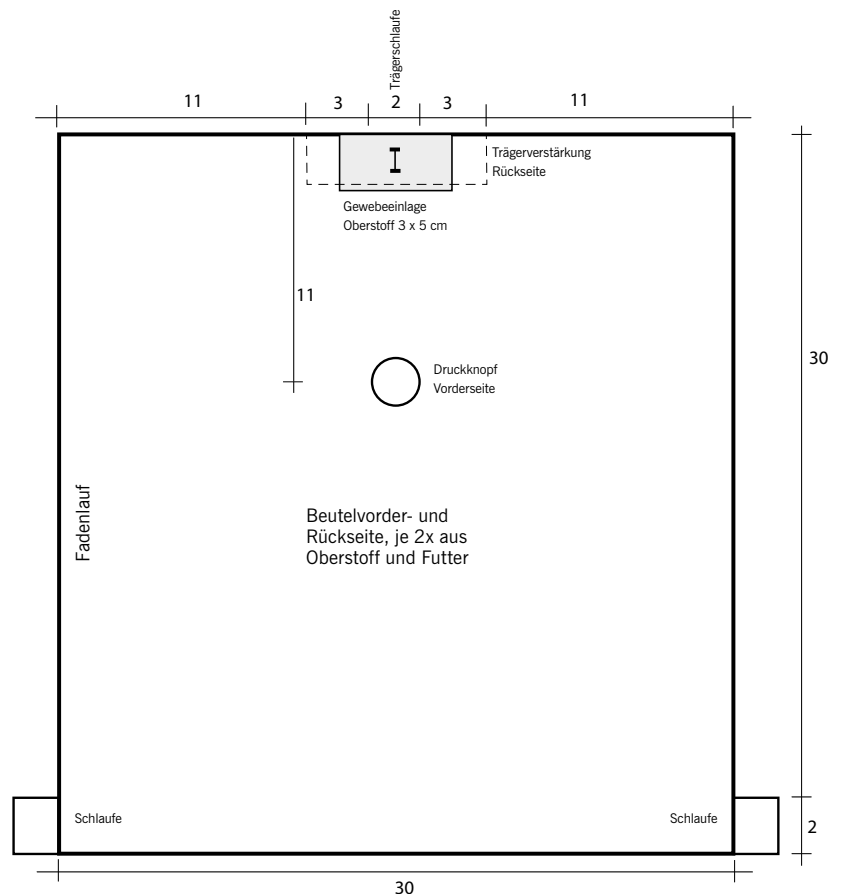 Trägerschlaufe
11
3
2
3
11
Trägerverstärkung
Rückseite
Gewebeeinlage
Oberstoff 3 x 5 cm
11
30
Druckknopf
Vorderseite
Fadenlauf
Beutelvorder- und
Rückseite, je 2x aus
Oberstoff und Futter
Schlaufe
Schlaufe
2
30